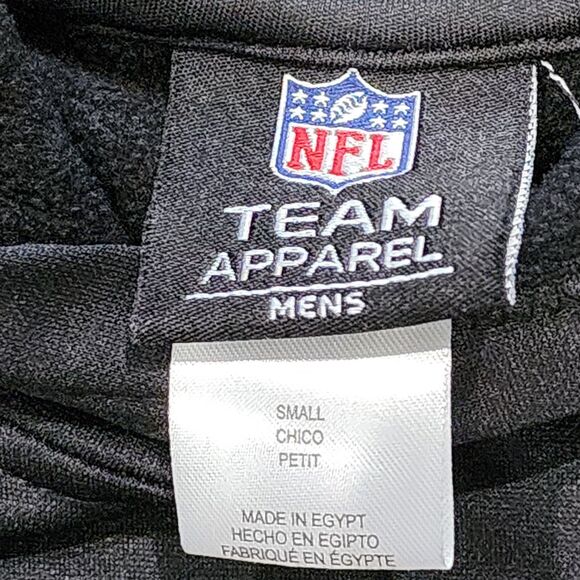 NFL
TEAM
APPAREL
MENS
SMALL
CHICO
PETIT
MADE IN EGYPT
HECHO EN EGIPTO
FABRIQUÉ EN ÉGYPTE